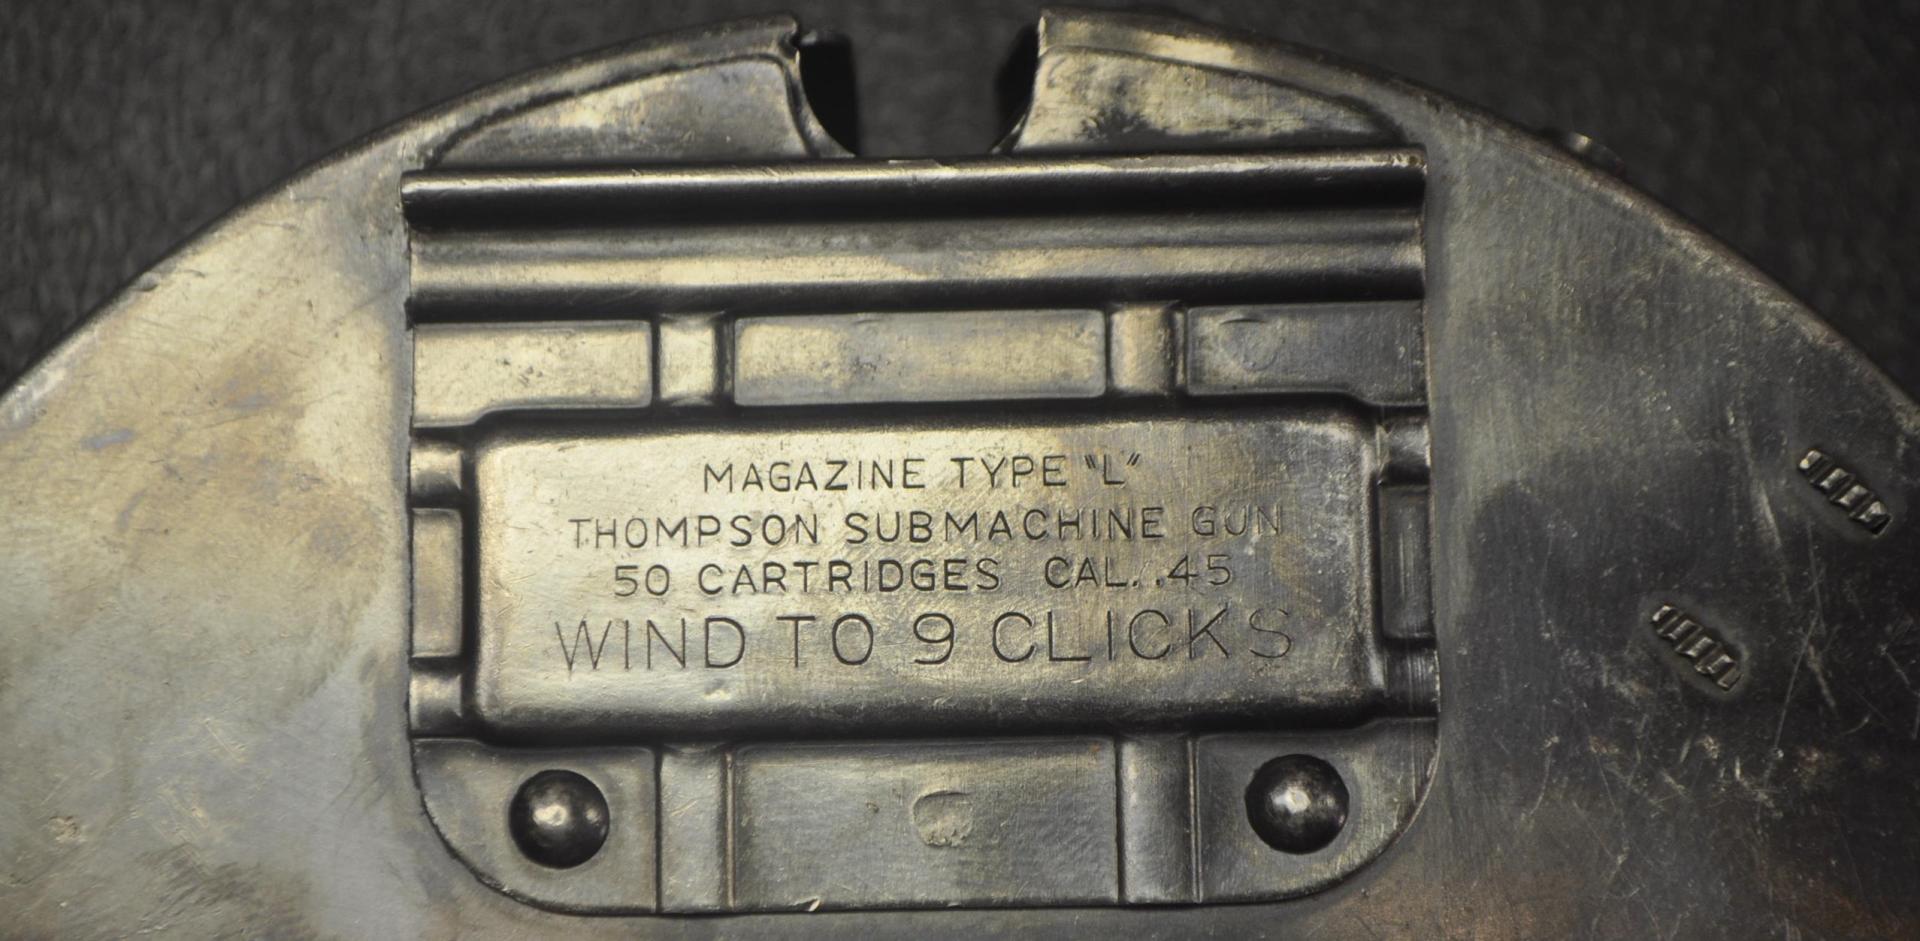 MAGAZINE TYPE "L"
THOMPSON SUBMACHINE GUN
50 CARTRIDGES CAL. .45
WIND TO 9 CLICKS